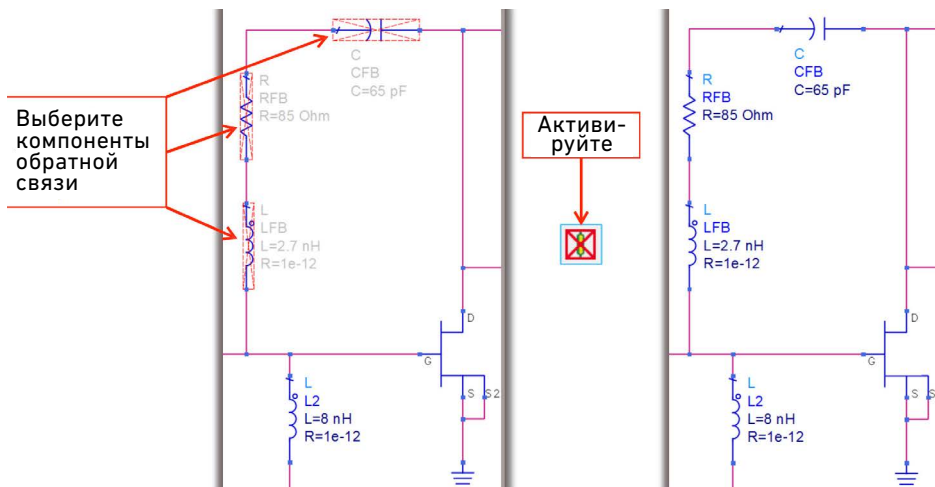 C
CFB
C=65 pF
R
RFB
R=85 Ohm
Выберите
компоненты
обратной
связи
L
LFB
L=2.7 nH
R=1e-12
D
G
S
S2
L
L2
L=8 nH
R=1e-12
Активи-
руйте
C
CFB
C=65 pF
R
RFB
R=85 Ohm
L
LFB
L=2.7 nH
R=1e-12
D
G
S
S
L
L2
L=8 nH
R=1e-12